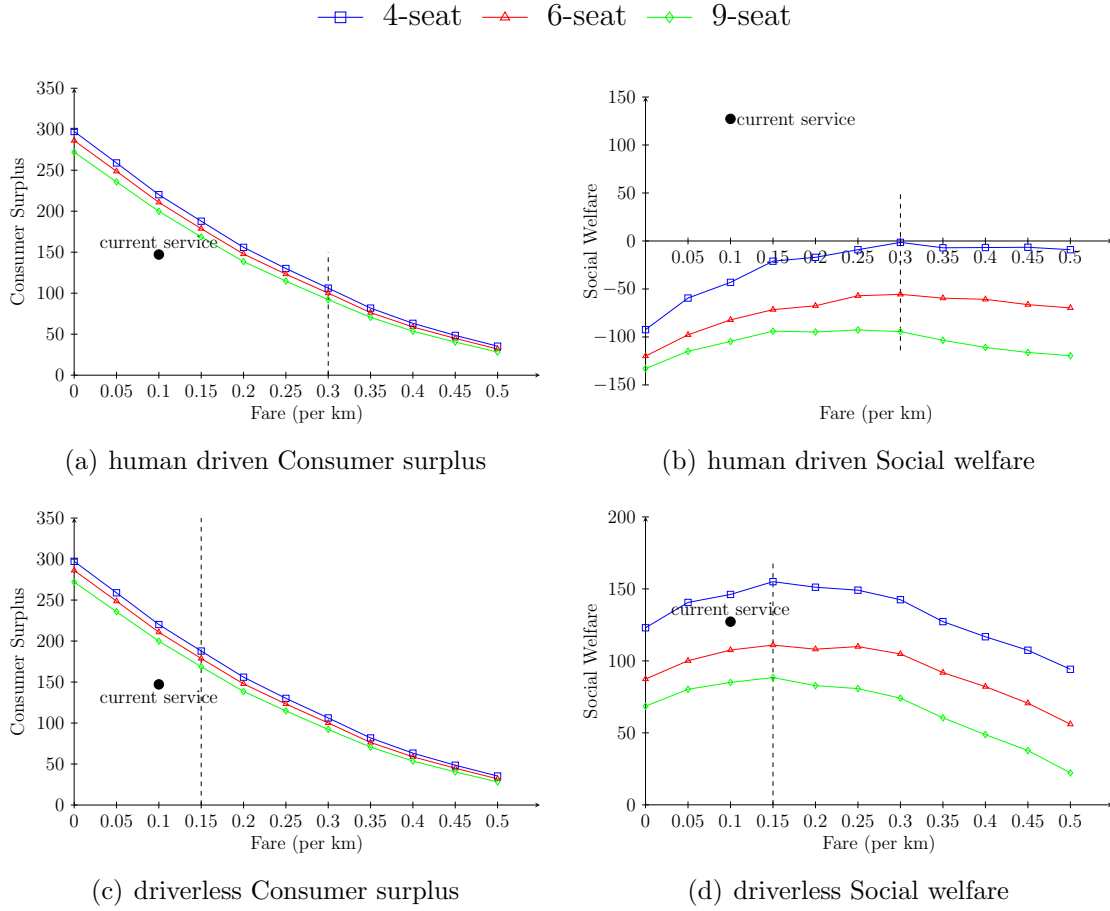 4-seat 6-seat 9-seat
350
300
250
200
150
100
50
0
Consumer Surplus
current service
0 0.05 0.1 0.15 0.2 0.25 0.3 0.35 0.4 0.45 0.5
Fare (per km)
(a) human driven Consumer surplus
150
100
50
0
−50
−100
−150
Social Welfare
current service
0.05 0.1 0.15 0.2 0.25 0.3 0.35 0.4 0.45 0.5
Fare (per km)
(b) human driven Social welfare
350
300
250
200
150
100
50
0
Consumer Surplus
current service
0 0.05 0.1 0.15 0.2 0.25 0.3 0.35 0.4 0.45 0.5
Fare (per km)
(c) driverless Consumer surplus
200
150
100
50
0
Social Welfare
current service
0 0.05 0.1 0.15 0.2 0.25 0.3 0.35 0.4 0.45 0.5
Fare (per km)
(d) driverless Social welfare